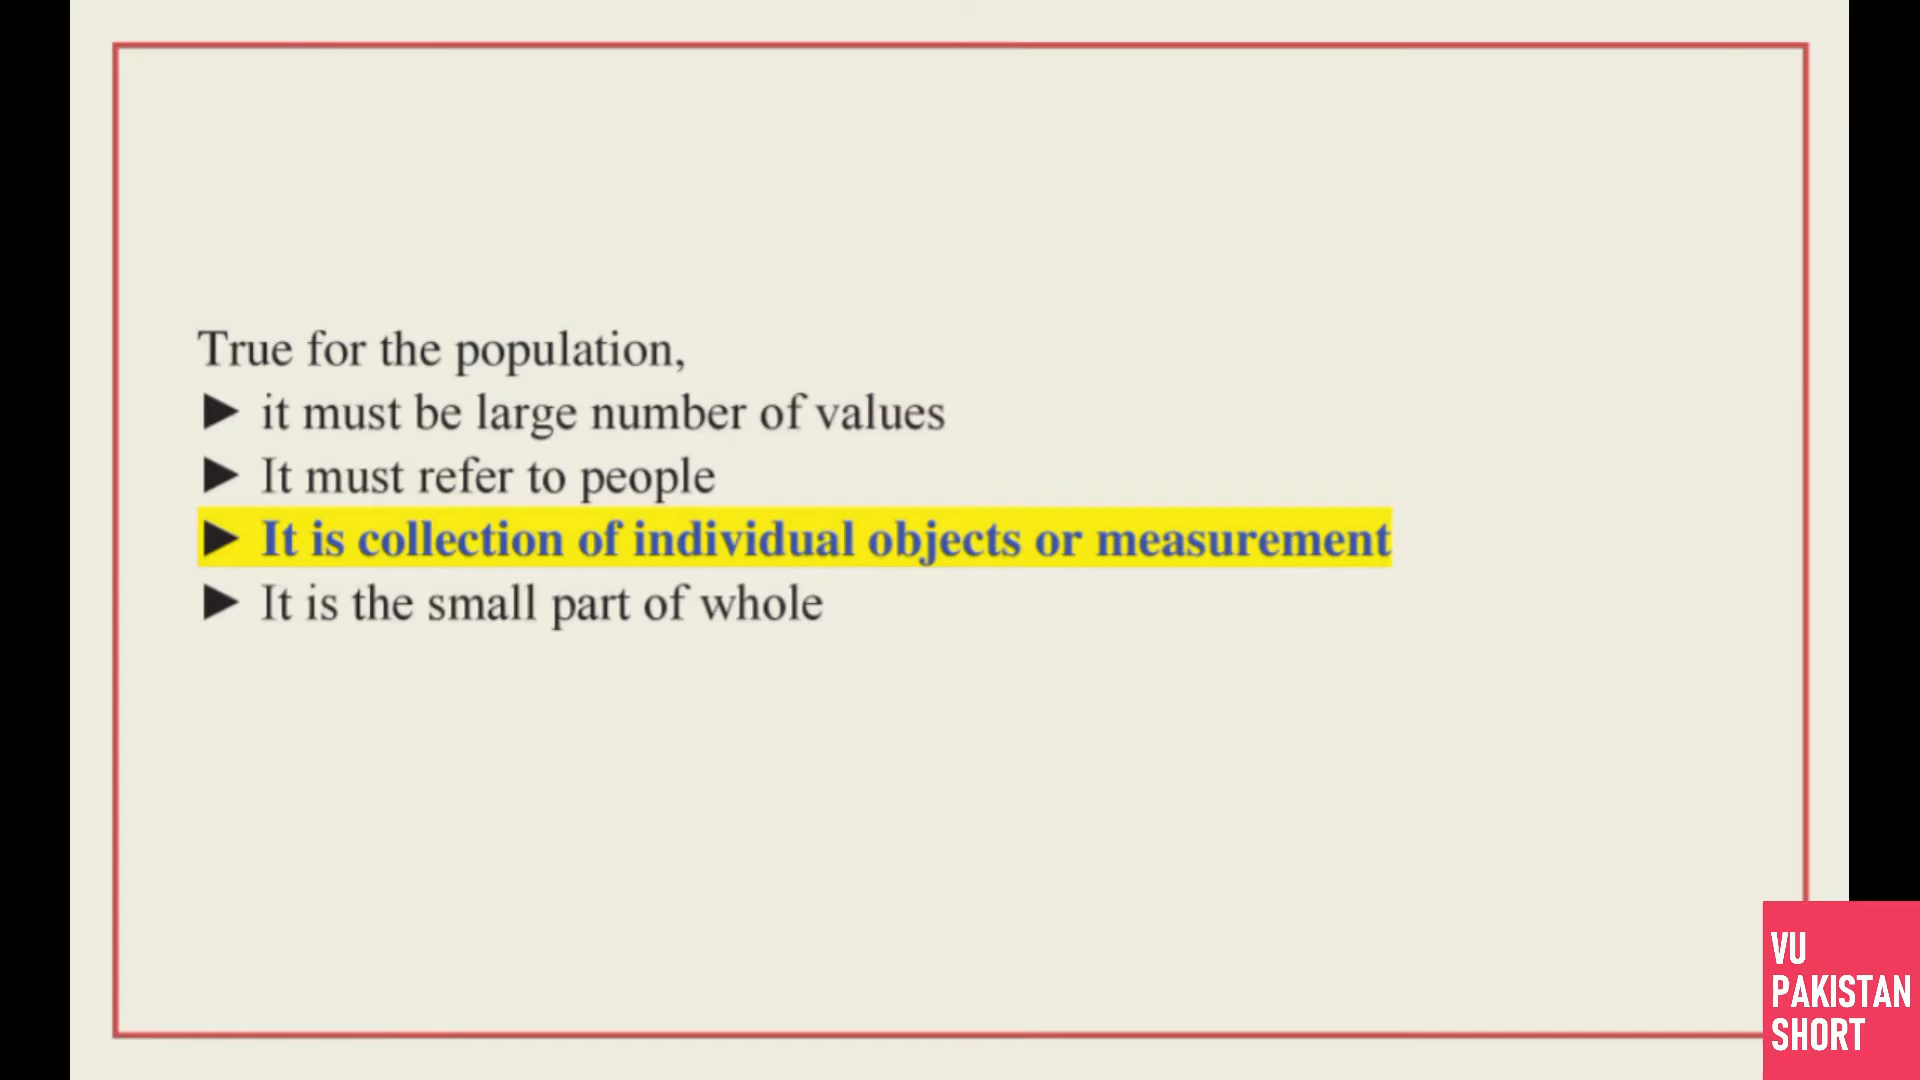 True for the population,
► it must be large number of values
► It must refer to people
► It is collection of individual objects or measurement
► It is the small part of whole
VU
PAKISTAN
SHORT